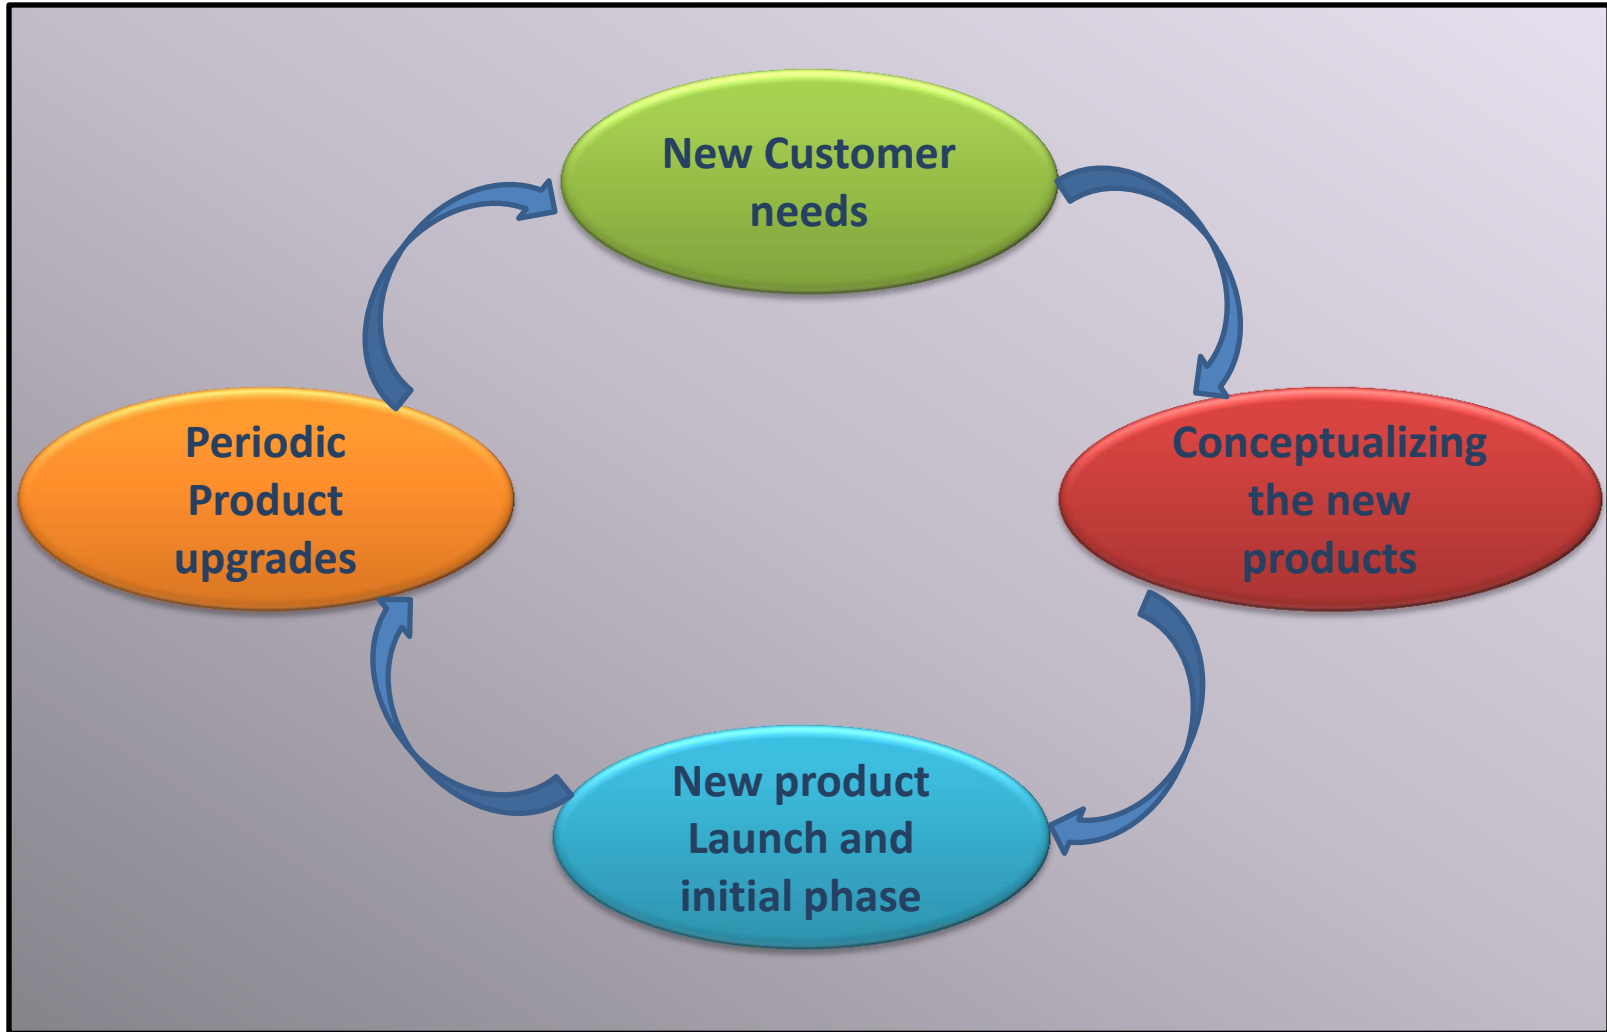 New Customer
needs
Conceptualizing
the new
products
New product
Launch and
initial phase
Periodic
Product
upgrades